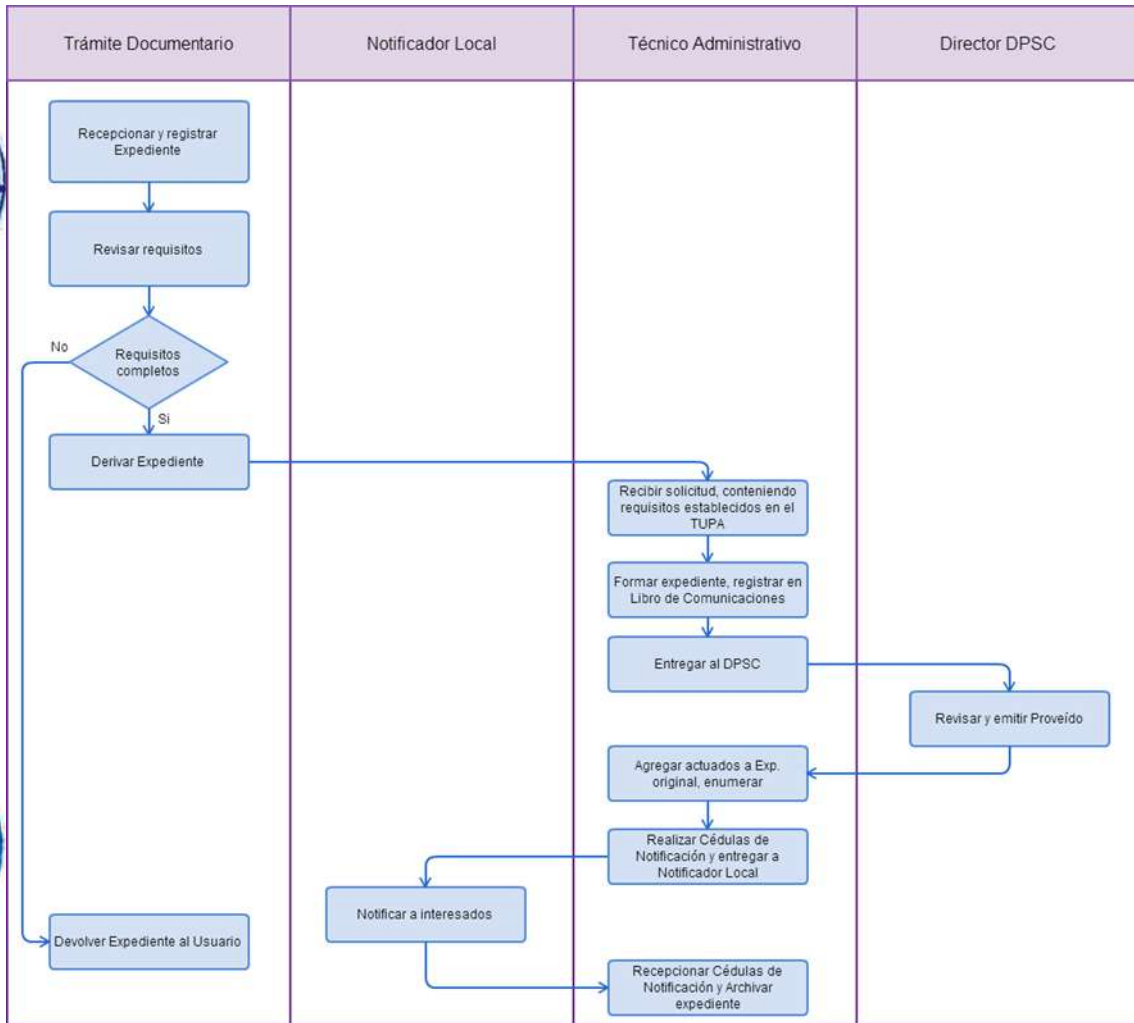 Trámite Documentario
Notificador Local
Técnico Administrativo
Director DPSC
Recepcionar y registrar
Expediente
Revisar requisitos
No
Requisitos
completos
Si
Derivar Expediente
Recibir solicitud, conteniendo
requisitos establecidos en el
TUPA
Formar expediente, registrar en
Libro de Comunicaciones
Entregar al DPSC
Revisar y emitir Proveído
Agregar actuados a Exp.
original, enumerar
Realizar Cédulas de
Notificación y entregar a
Notificador Local
Notificar a interesados
Devolver Expediente al Usuario
Recepcionar Cédulas de
Notificación y Archivar
expediente